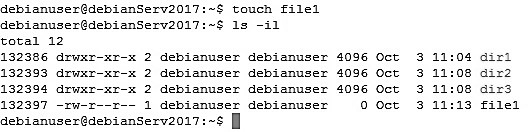 debianuser@debianServ2017:~$ touch file1
debianuser@debianServ2017:~$ ls -il
total 12
132386 drwxr-xr-x 2 debianuser debianuser 4096 Oct  3 11:04 dir1
132393 drwxr-xr-x 2 debianuser debianuser 4096 Oct  3 11:08 dir2
132394 drwxr-xr-x 2 debianuser debianuser 4096 Oct  3 11:08 dir3
132397 -rw-r--r-- 1 debianuser debianuser    0 Oct  3 11:13 file1
debianuser@debianServ2017:~$